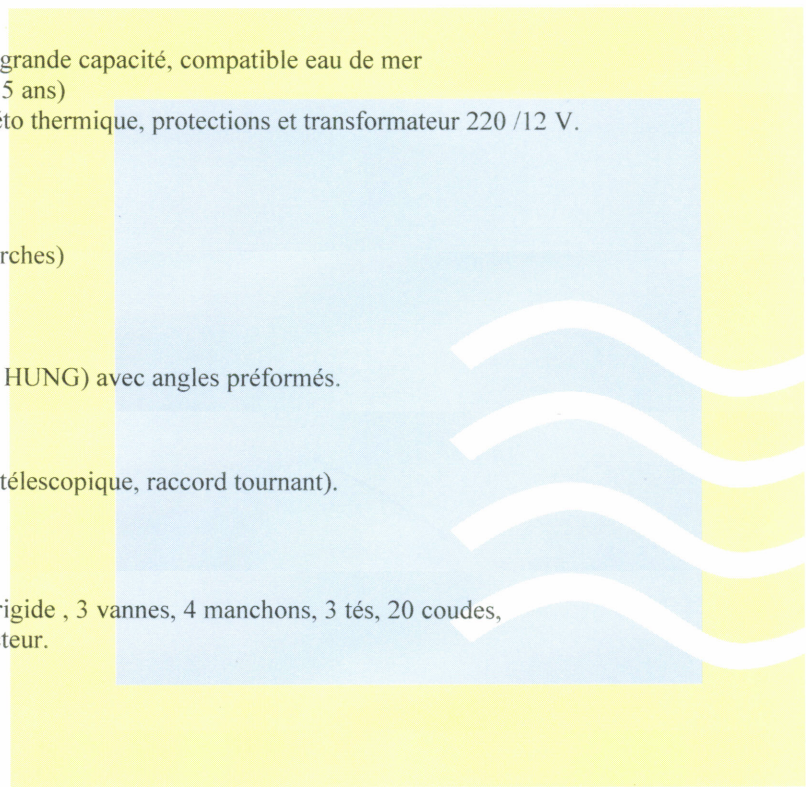 grande capacité, compatible eau de mer
5 ans)
éto thermique, protections et transformateur 220 /12 V.
rches)
HUNG) avec angles préformés.
télescopique, raccord tournant).
rigide , 3 vannes, 4 manchons, 3 tés, 20 coudes,
teur.